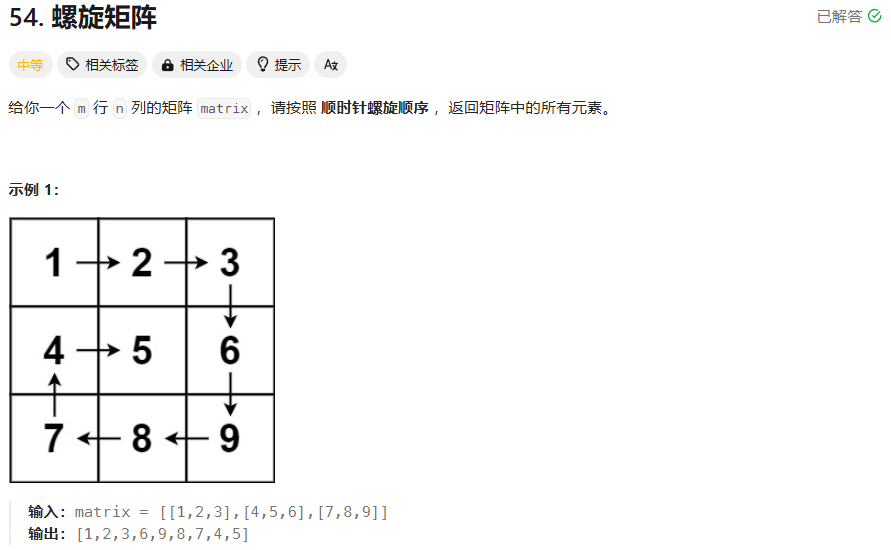 54. 螺旋矩阵
已解答
中等 相关标签 相关企业 提示 Aあ
给你一个 m 行 n 列的矩阵 matrix ，请按照 顺时针螺旋顺序 ，返回矩阵中的所有元素。
示例 1：
1 2 3
4 5 6
7 8 9
输入：matrix = [[1,2,3],[4,5,6],[7,8,9]]
输出：[1,2,3,6,9,8,7,4,5]